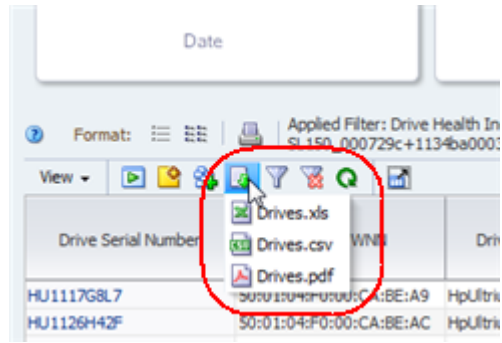 Date
Format:
Applied Filter: Drive Health In
SL150_000729c+1134ba0003
View
Drives.xls
Drive Serial Number
WNN
Driv
Drives.csv
Drives.pdf
HU1117G8L7 50:01:04:F0:00:CA:BE:A9 HpUltriu
HU1126H42F 50:01:04:F0:00:CA:BE:AC HpUltriu